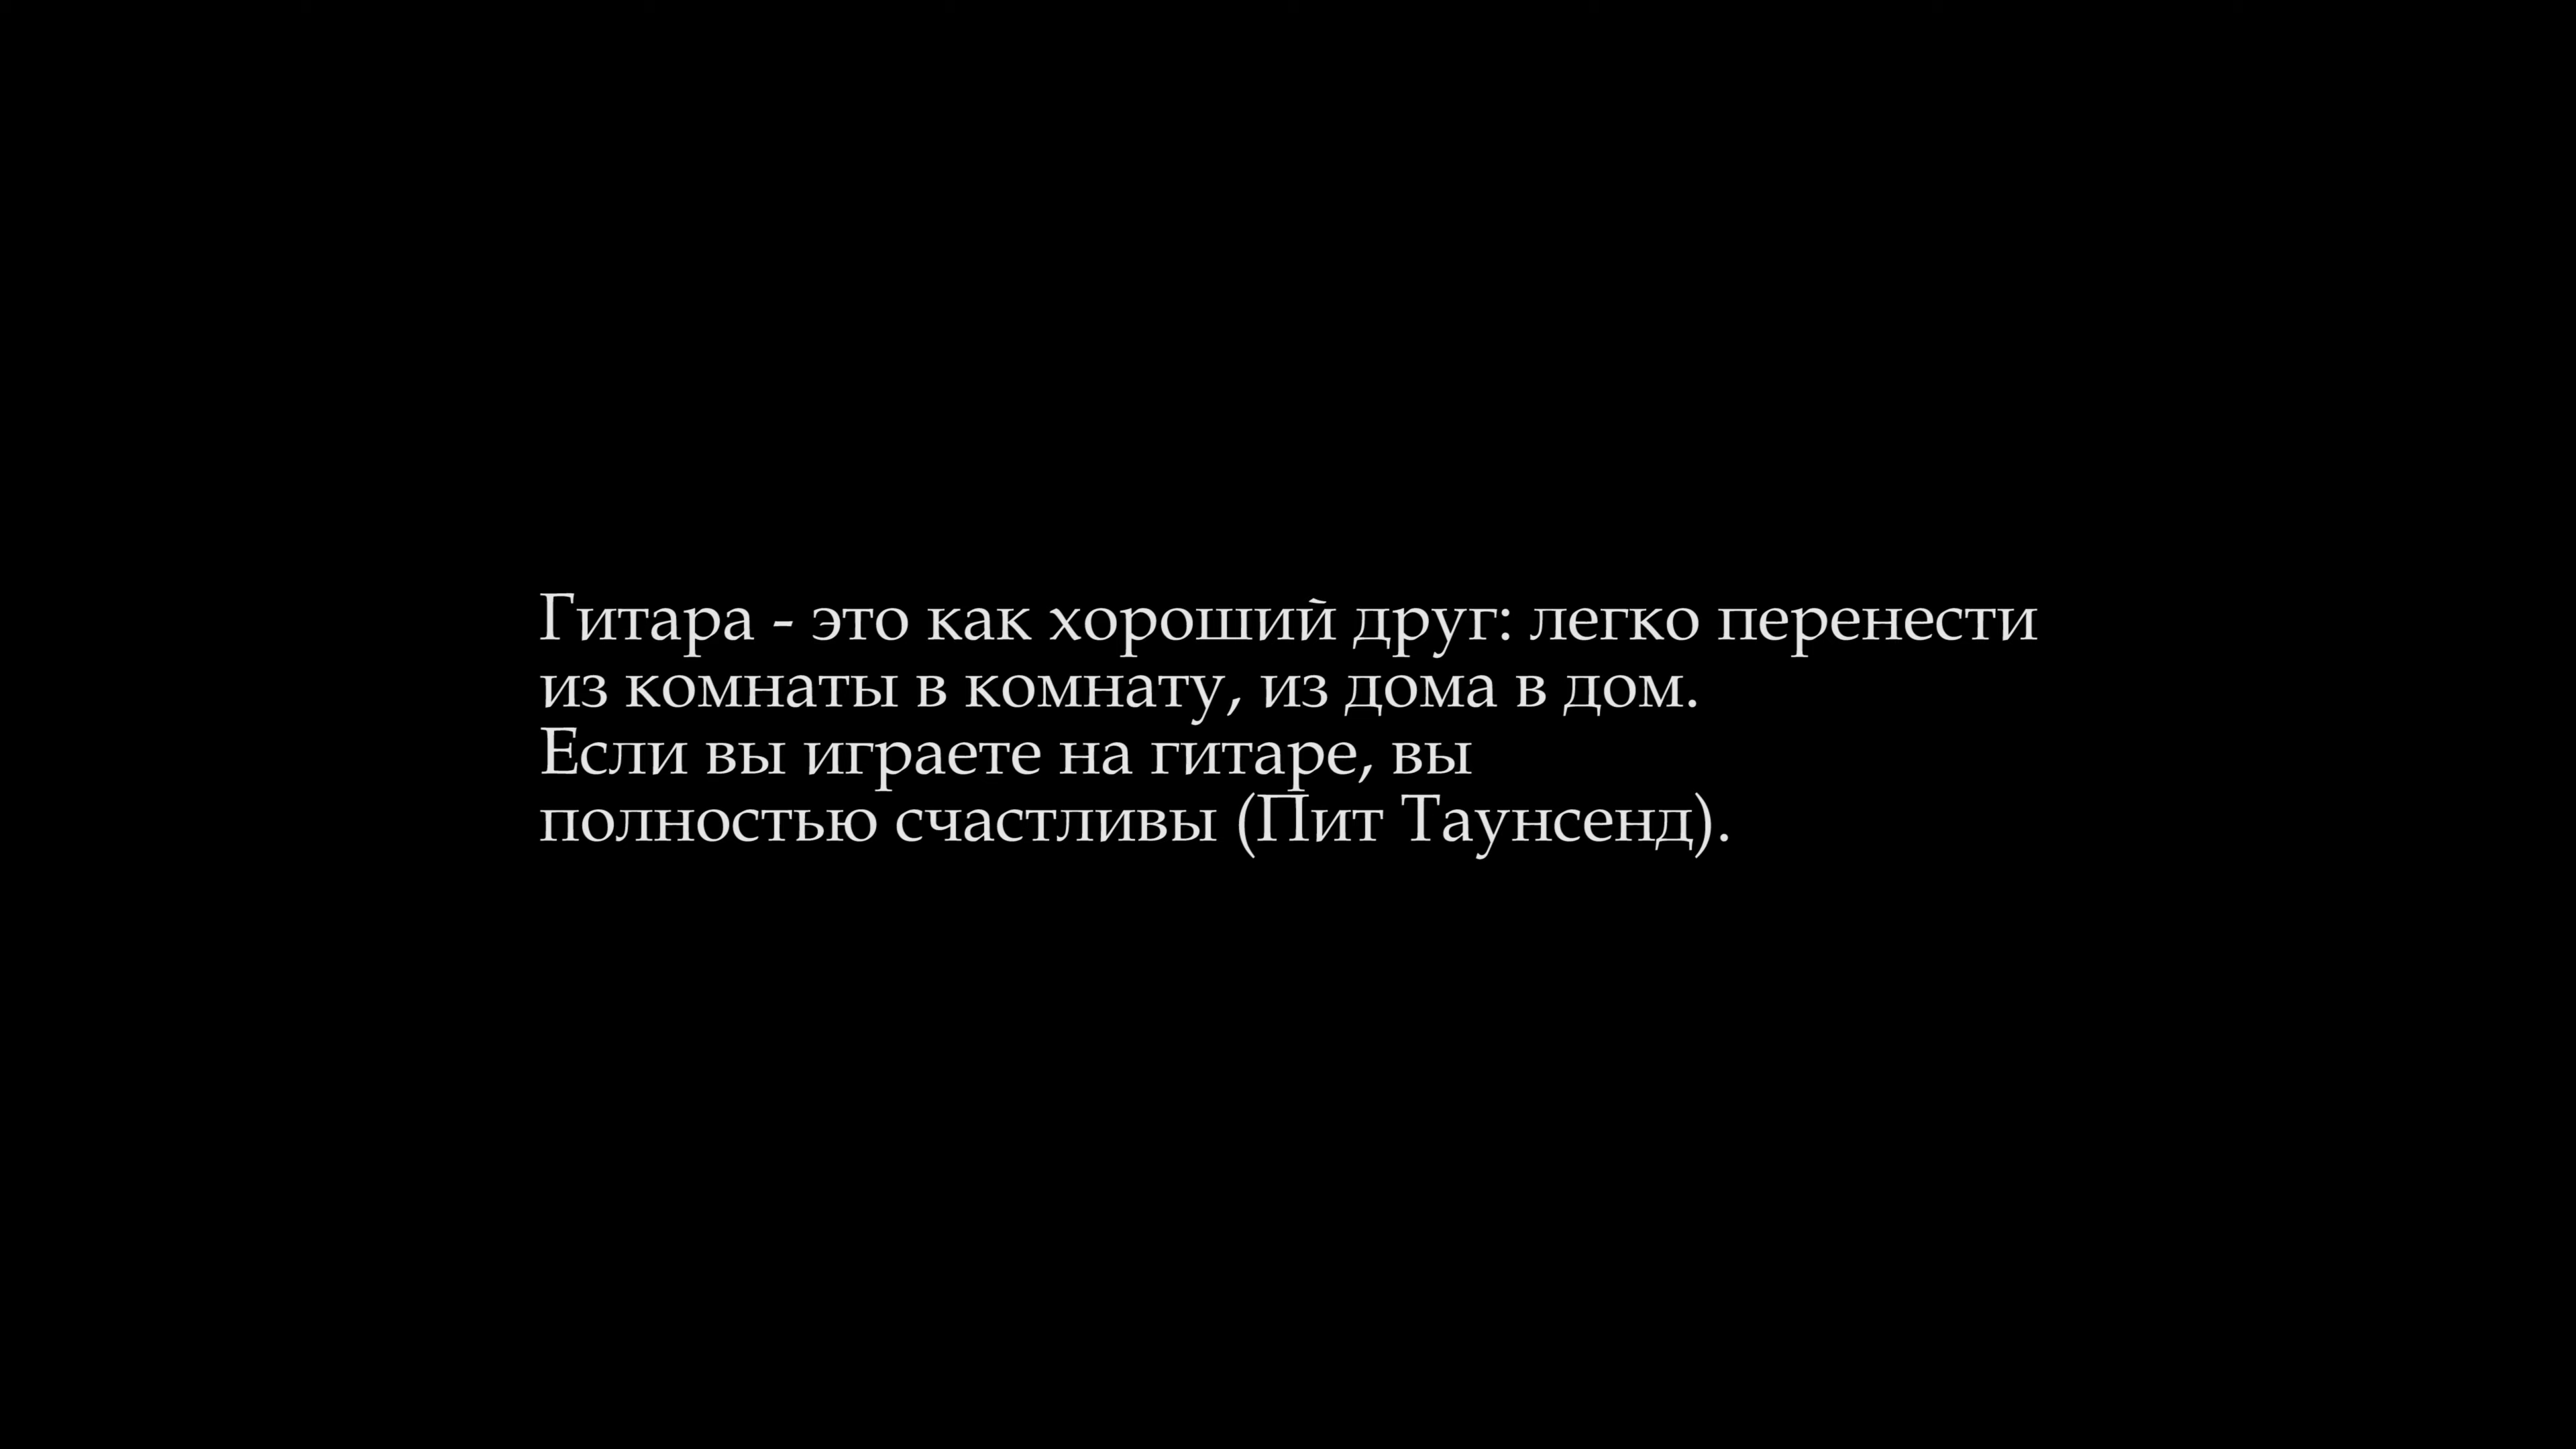 Гитара - это как хороший друг: легко перенести
из комнаты в комнату, из дома в дом.
Если вы играете на гитаре, вы
полностью счастливы (Пит Таунсенд).